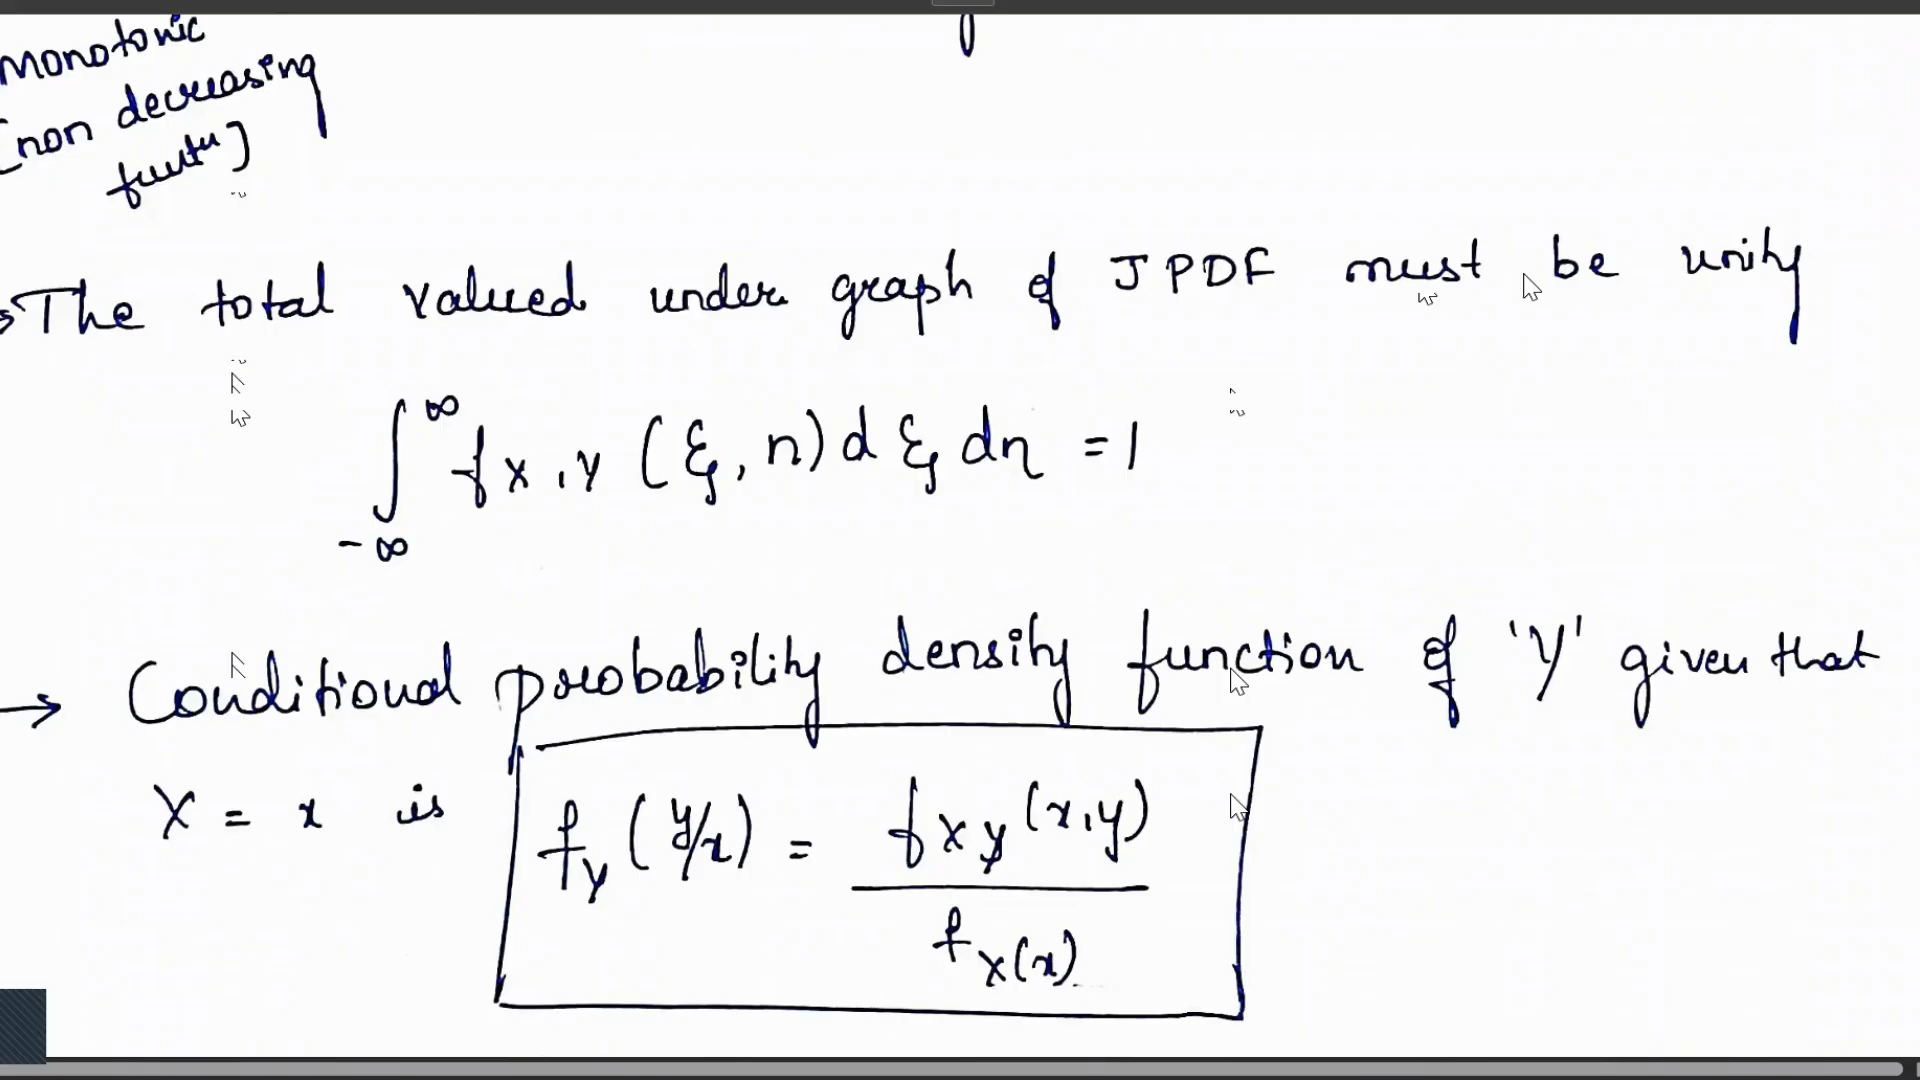 Monotonic
[non decreasing
functn]
The total valued under graph of JPDF must be unity
∫ ∞ -∞ fx,y (ξ, n) d ξ dη = 1
→ Conditional probability density function of 'Y' given that
X = x is fy (y/x) = fxy(x,y) / fx(x)